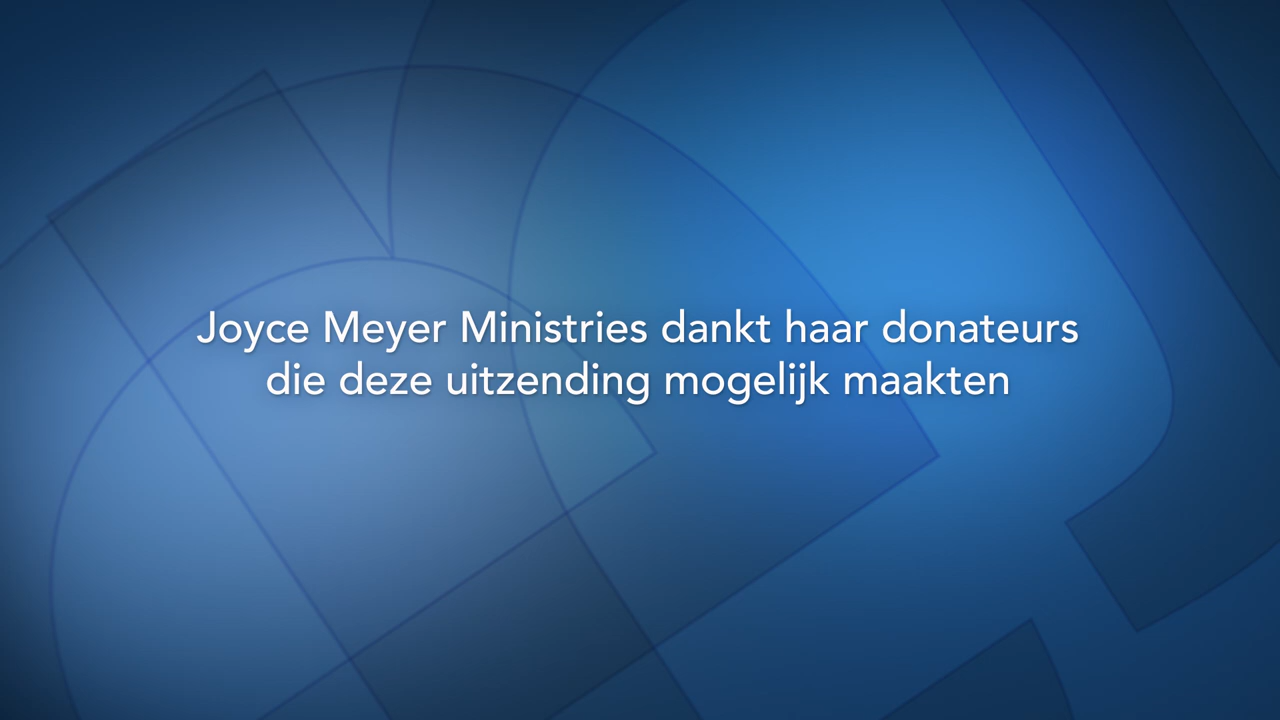 Joyce Meyer Ministries dankt haar donateurs
die deze uitzending mogelijk maakten